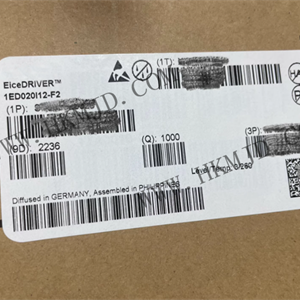 EiceDRIVER™
1ED020I12-F2
(1T):
(1P):
(9D): 2236
(Q): 1000
(3P):
Diffused in GERMANY, Assembled in PHILIPPINES
WWW.HKMJD.COM